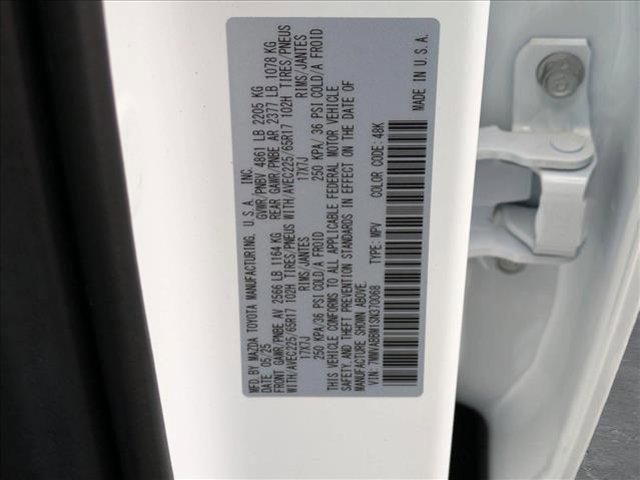 MFD BY MAZDA TOYOTA MANUFACTURING, U.S.A. INC.
DATE 05/25 GVWR/PNBV 4861 LB 2205 KG
FRONT GAWR/PNBE AV 2566 LB 1164 KG REAR GAWR/PNBE AR 2377 LB 1078 KG
WITH/AVEC225/65R17 102H TIRES/PNEUS WITH/AVEC225/65R17 102H TIRES/PNEUS
17X7J RIMS/JANTES 17X7J RIMS/JANTES
250 KPA/36 PSI COLD/A FROID 250 KPA/36 PSI COLD/A FROID
THIS VEHICLE CONFORMS TO ALL APPLICABLE FEDERAL MOTOR VEHICLE
SAFETY, AND THEFT PREVENTION STANDARDS IN EFFECT ON THE DATE OF
MANUFACTURE SHOWN ABOVE.
VIN: 7MMVABBM1SN370068 TYPE: MPV COLOR CODE: 48K
MADE IN U.S.A.